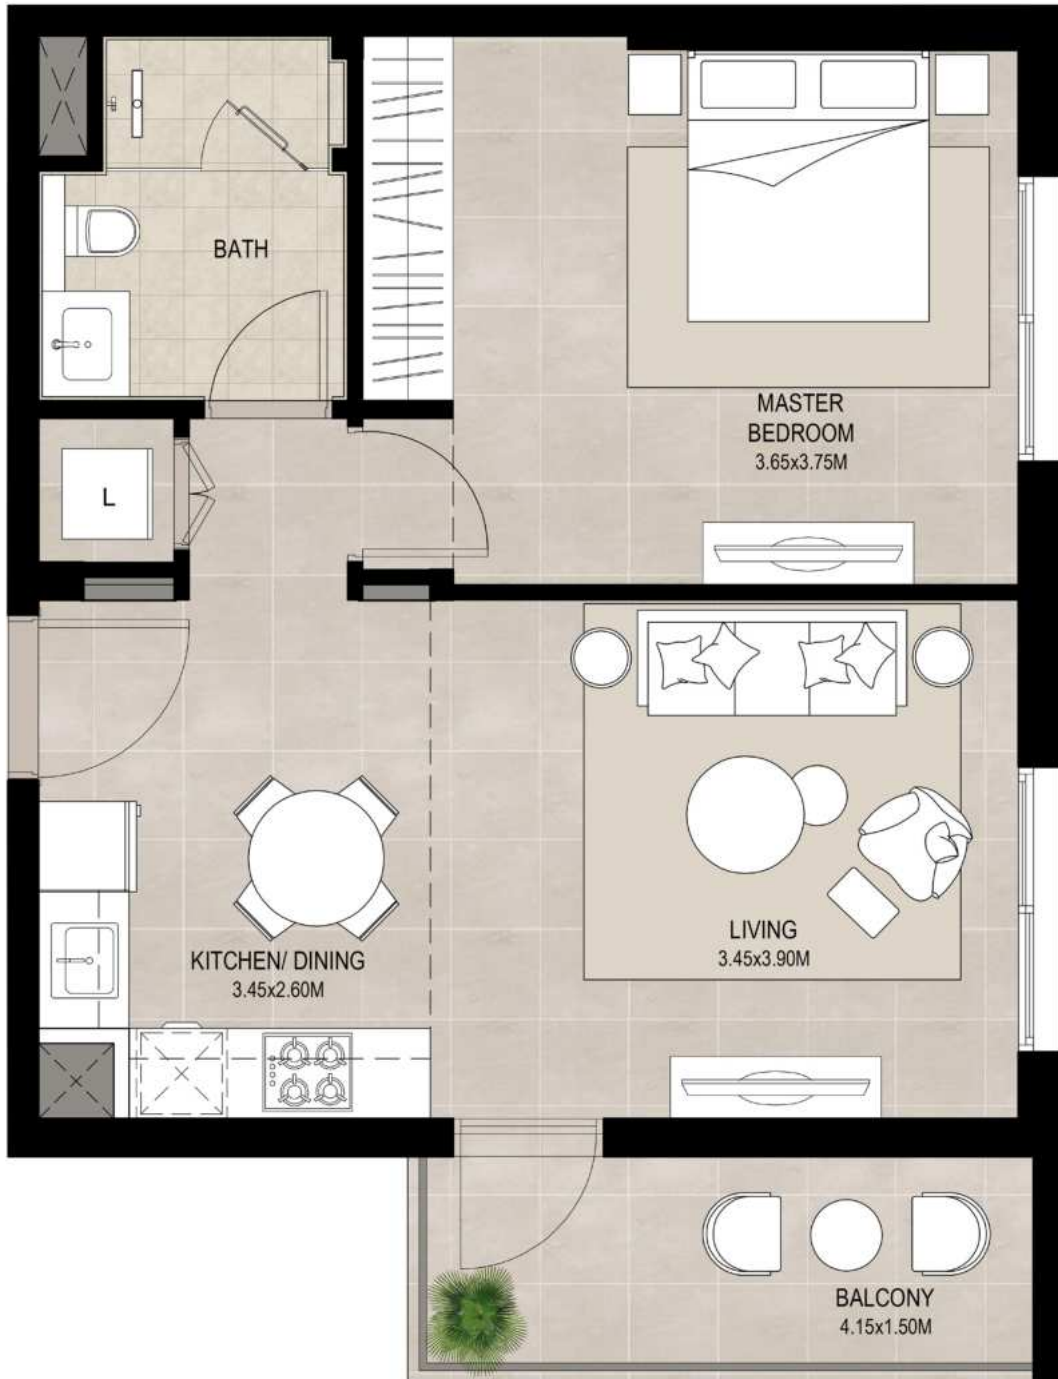 BATH
MASTER
BEDROOM
3.65x3.75M
L
LIVING
3.45x3.90M
KITCHEN/ DINING
3.45x2.60M
BALCONY
4.15x1.50M